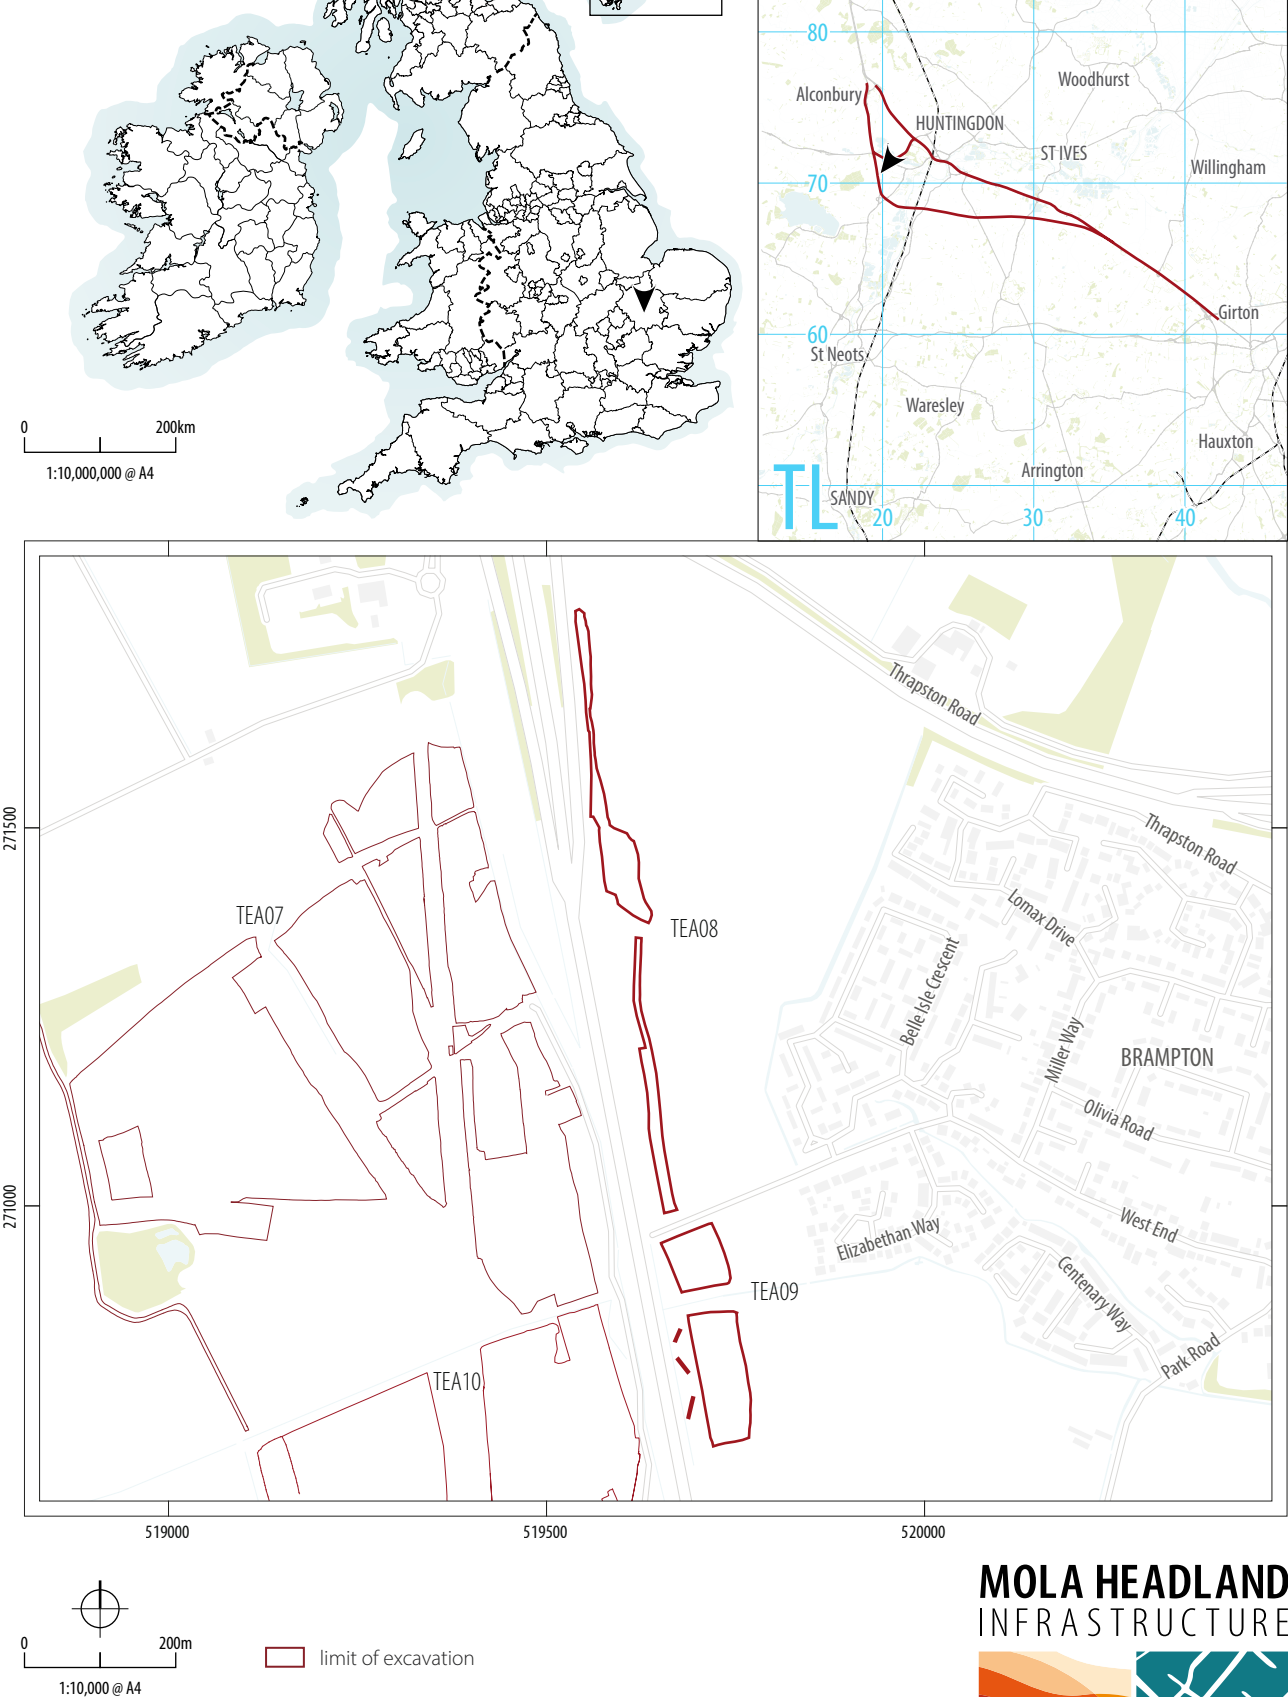 0
200km
1:10,000,000 @ A4
80
70
60
20
30
40
TL
Alconbury
HUNTINGDON
Woodhurst
ST IVES
Willingham
Girton
St Neots
Waresley
Hauxton
Arrington
SANDY
271500
271000
519000
519500
520000
TEA07
TEA08
TEA09
TEA10
Thrapston Road
Thrapston Road
Lomax Drive
Belle Isle Crescent
Miller Way
BRAMPTON
Olivia Road
West End
Elizabethan Way
Centenary Way
Park Road
0
200m
1:10,000 @ A4
limit of excavation
MOLA HEADLAND
INFRASTRUCTURE